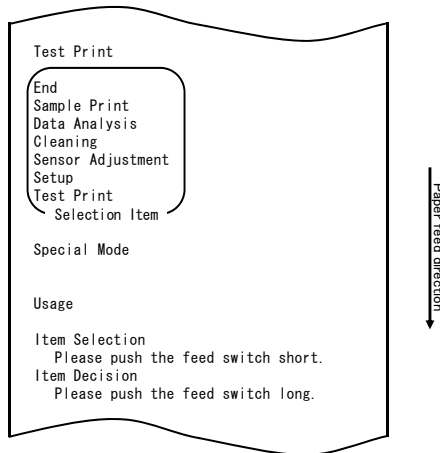 Test Print
End
Sample Print
Data Analysis
Cleaning
Sensor Adjustment
Setup
Test Print
Selection Item
Special Mode
Usage
Item Selection
Please push the feed switch short.
Item Decision
Please push the feed switch long.
Paper feed direction